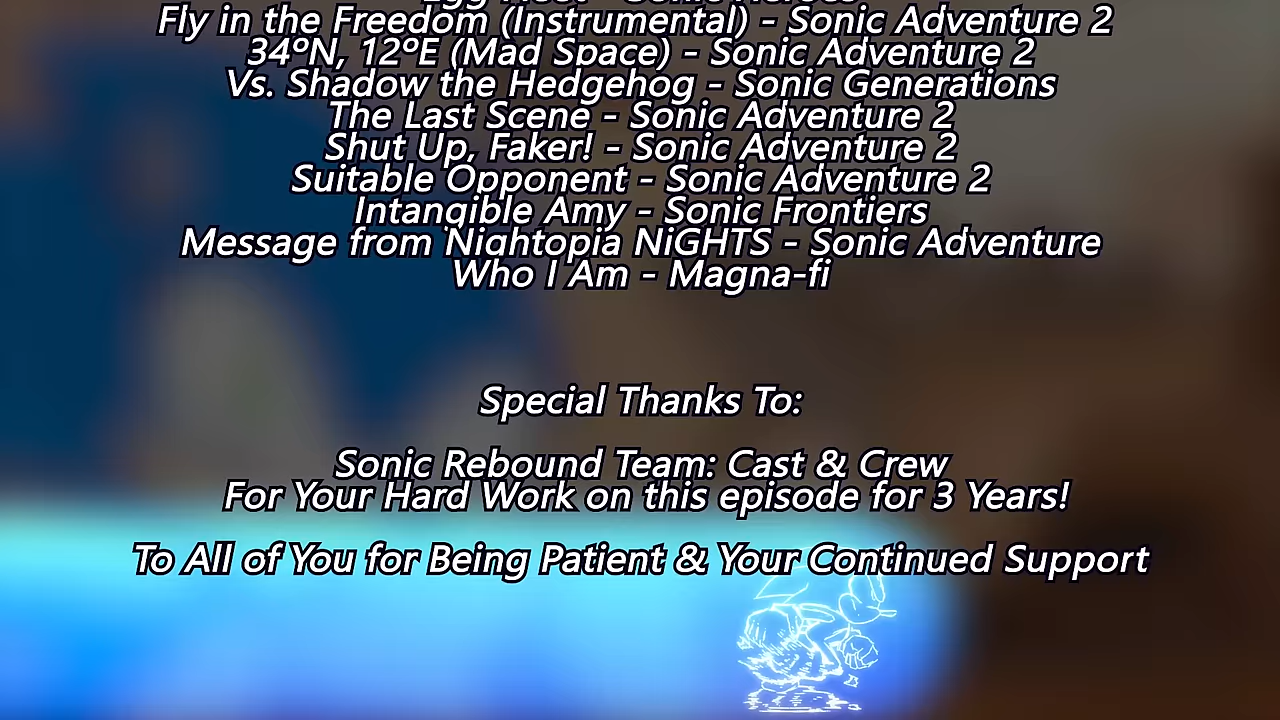 Egg Fleet - Sonic Heroes
Fly in the Freedom (Instrumental) - Sonic Adventure 2
34ºN, 12ºE (Mad Space) - Sonic Adventure 2
Vs. Shadow the Hedgehog - Sonic Generations
The Last Scene - Sonic Adventure 2
Shut Up, Faker! - Sonic Adventure 2
Suitable Opponent - Sonic Adventure 2
Intangible Amy - Sonic Frontiers
Message from Nightopia NiGHTS - Sonic Adventure
Who I Am - Magna-fi
Special Thanks To:
Sonic Rebound Team: Cast & Crew
For Your Hard Work on this episode for 3 Years!
To All of You for Being Patient & Your Continued Support